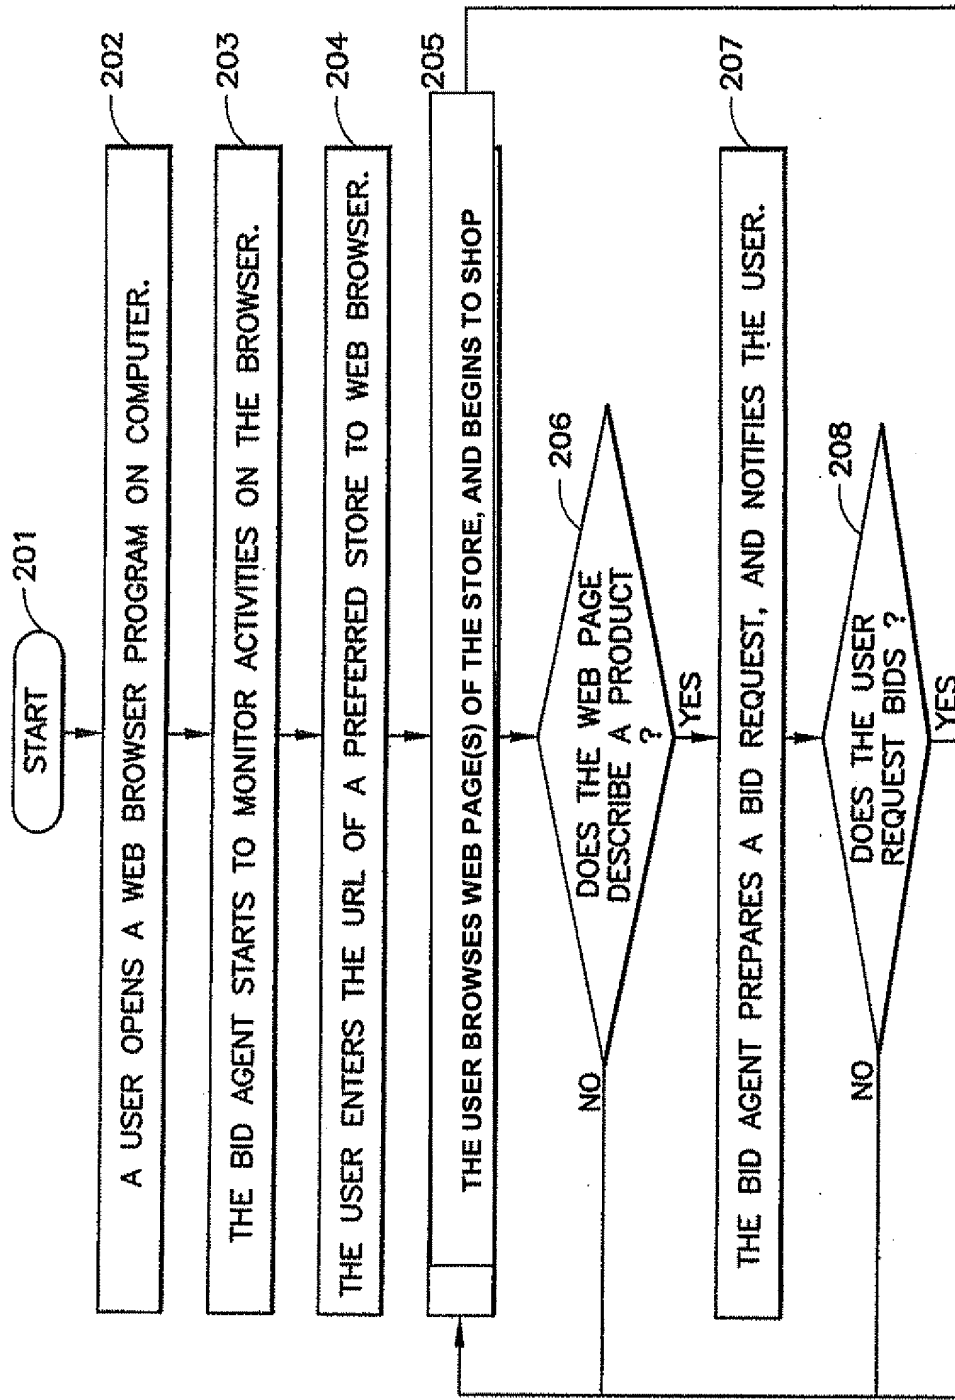 START
201
202
A USER OPENS A WEB BROWSER PROGRAM ON COMPUTER.
203
THE BID AGENT STARTS TO MONITOR ACTIVITIES ON THE BROWSER.
204
THE USER ENTERS THE URL OF A PREFERRED STORE TO WEB BROWSER.
205
THE USER BROWSES WEB PAGE(S) OF THE STORE, AND BEGINS TO SHOP
206
DOES THE WEB PAGE
DESCRIBE A PRODUCT
?
NO
YES
207
THE BID AGENT PREPARES A BID REQUEST, AND NOTIFIES THE USER.
208
DOES THE USER
REQUEST BIDS ?
NO
YES